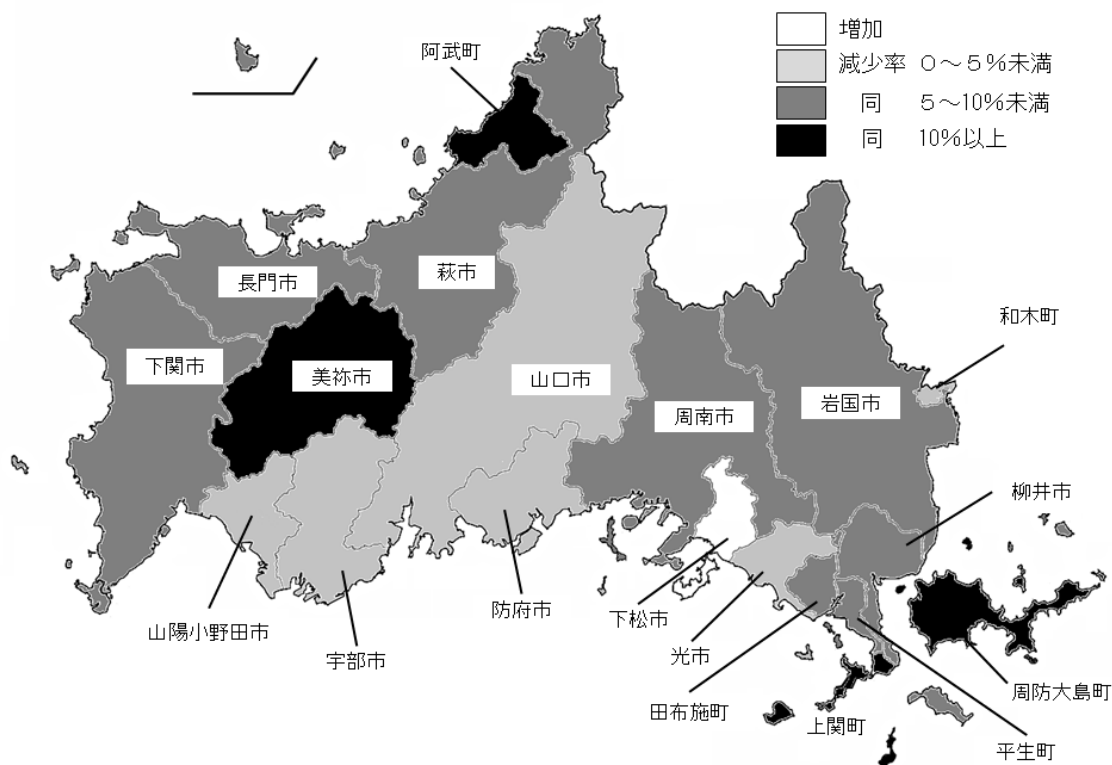 増加
減少率 ０～５％未満
同 ５～10％未満
同 10％以上
阿武町
萩市
長門市
下関市
美祢市
山口市
周南市
岩国市
和木町
柳井市
山陽小野田市
宇部市
防府市
下松市
光市
田布施町
上関町
平生町
周防大島町